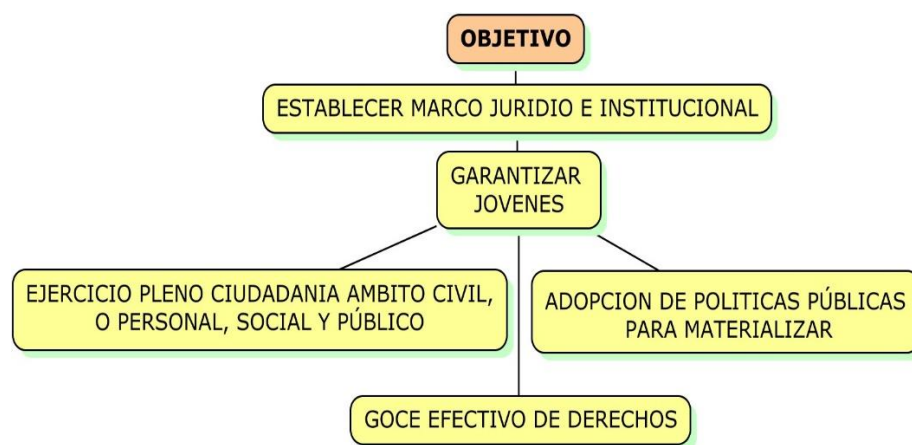 OBJETIVO
ESTABLECER MARCO JURIDIO E INSTITUCIONAL
GARANTIZAR
JOVENES
EJERCICIO PLENO CIUDADANIA AMBITO CIVIL,
O PERSONAL, SOCIAL Y PÚBLICO
ADOPCION DE POLITICAS PÚBLICAS
PARA MATERIALIZAR
GOCE EFECTIVO DE DERECHOS